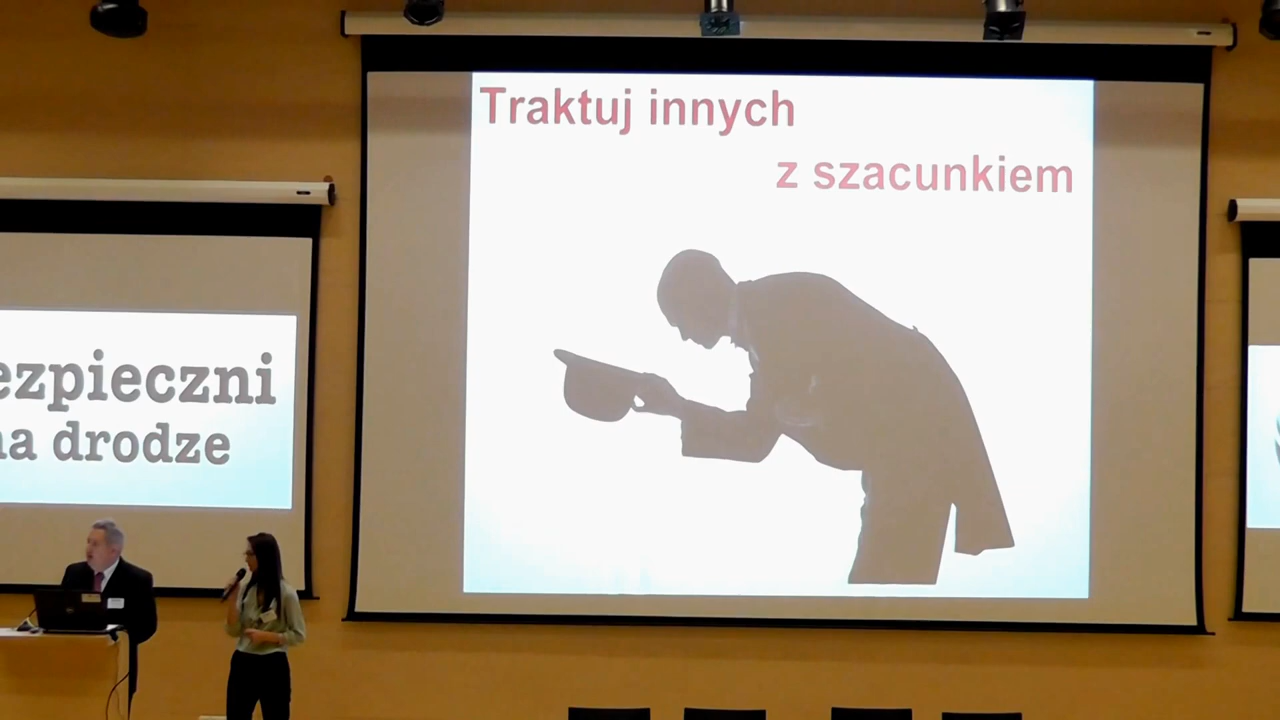 Traktuj innych
z szacunkiem
ezpieczni
na drodze